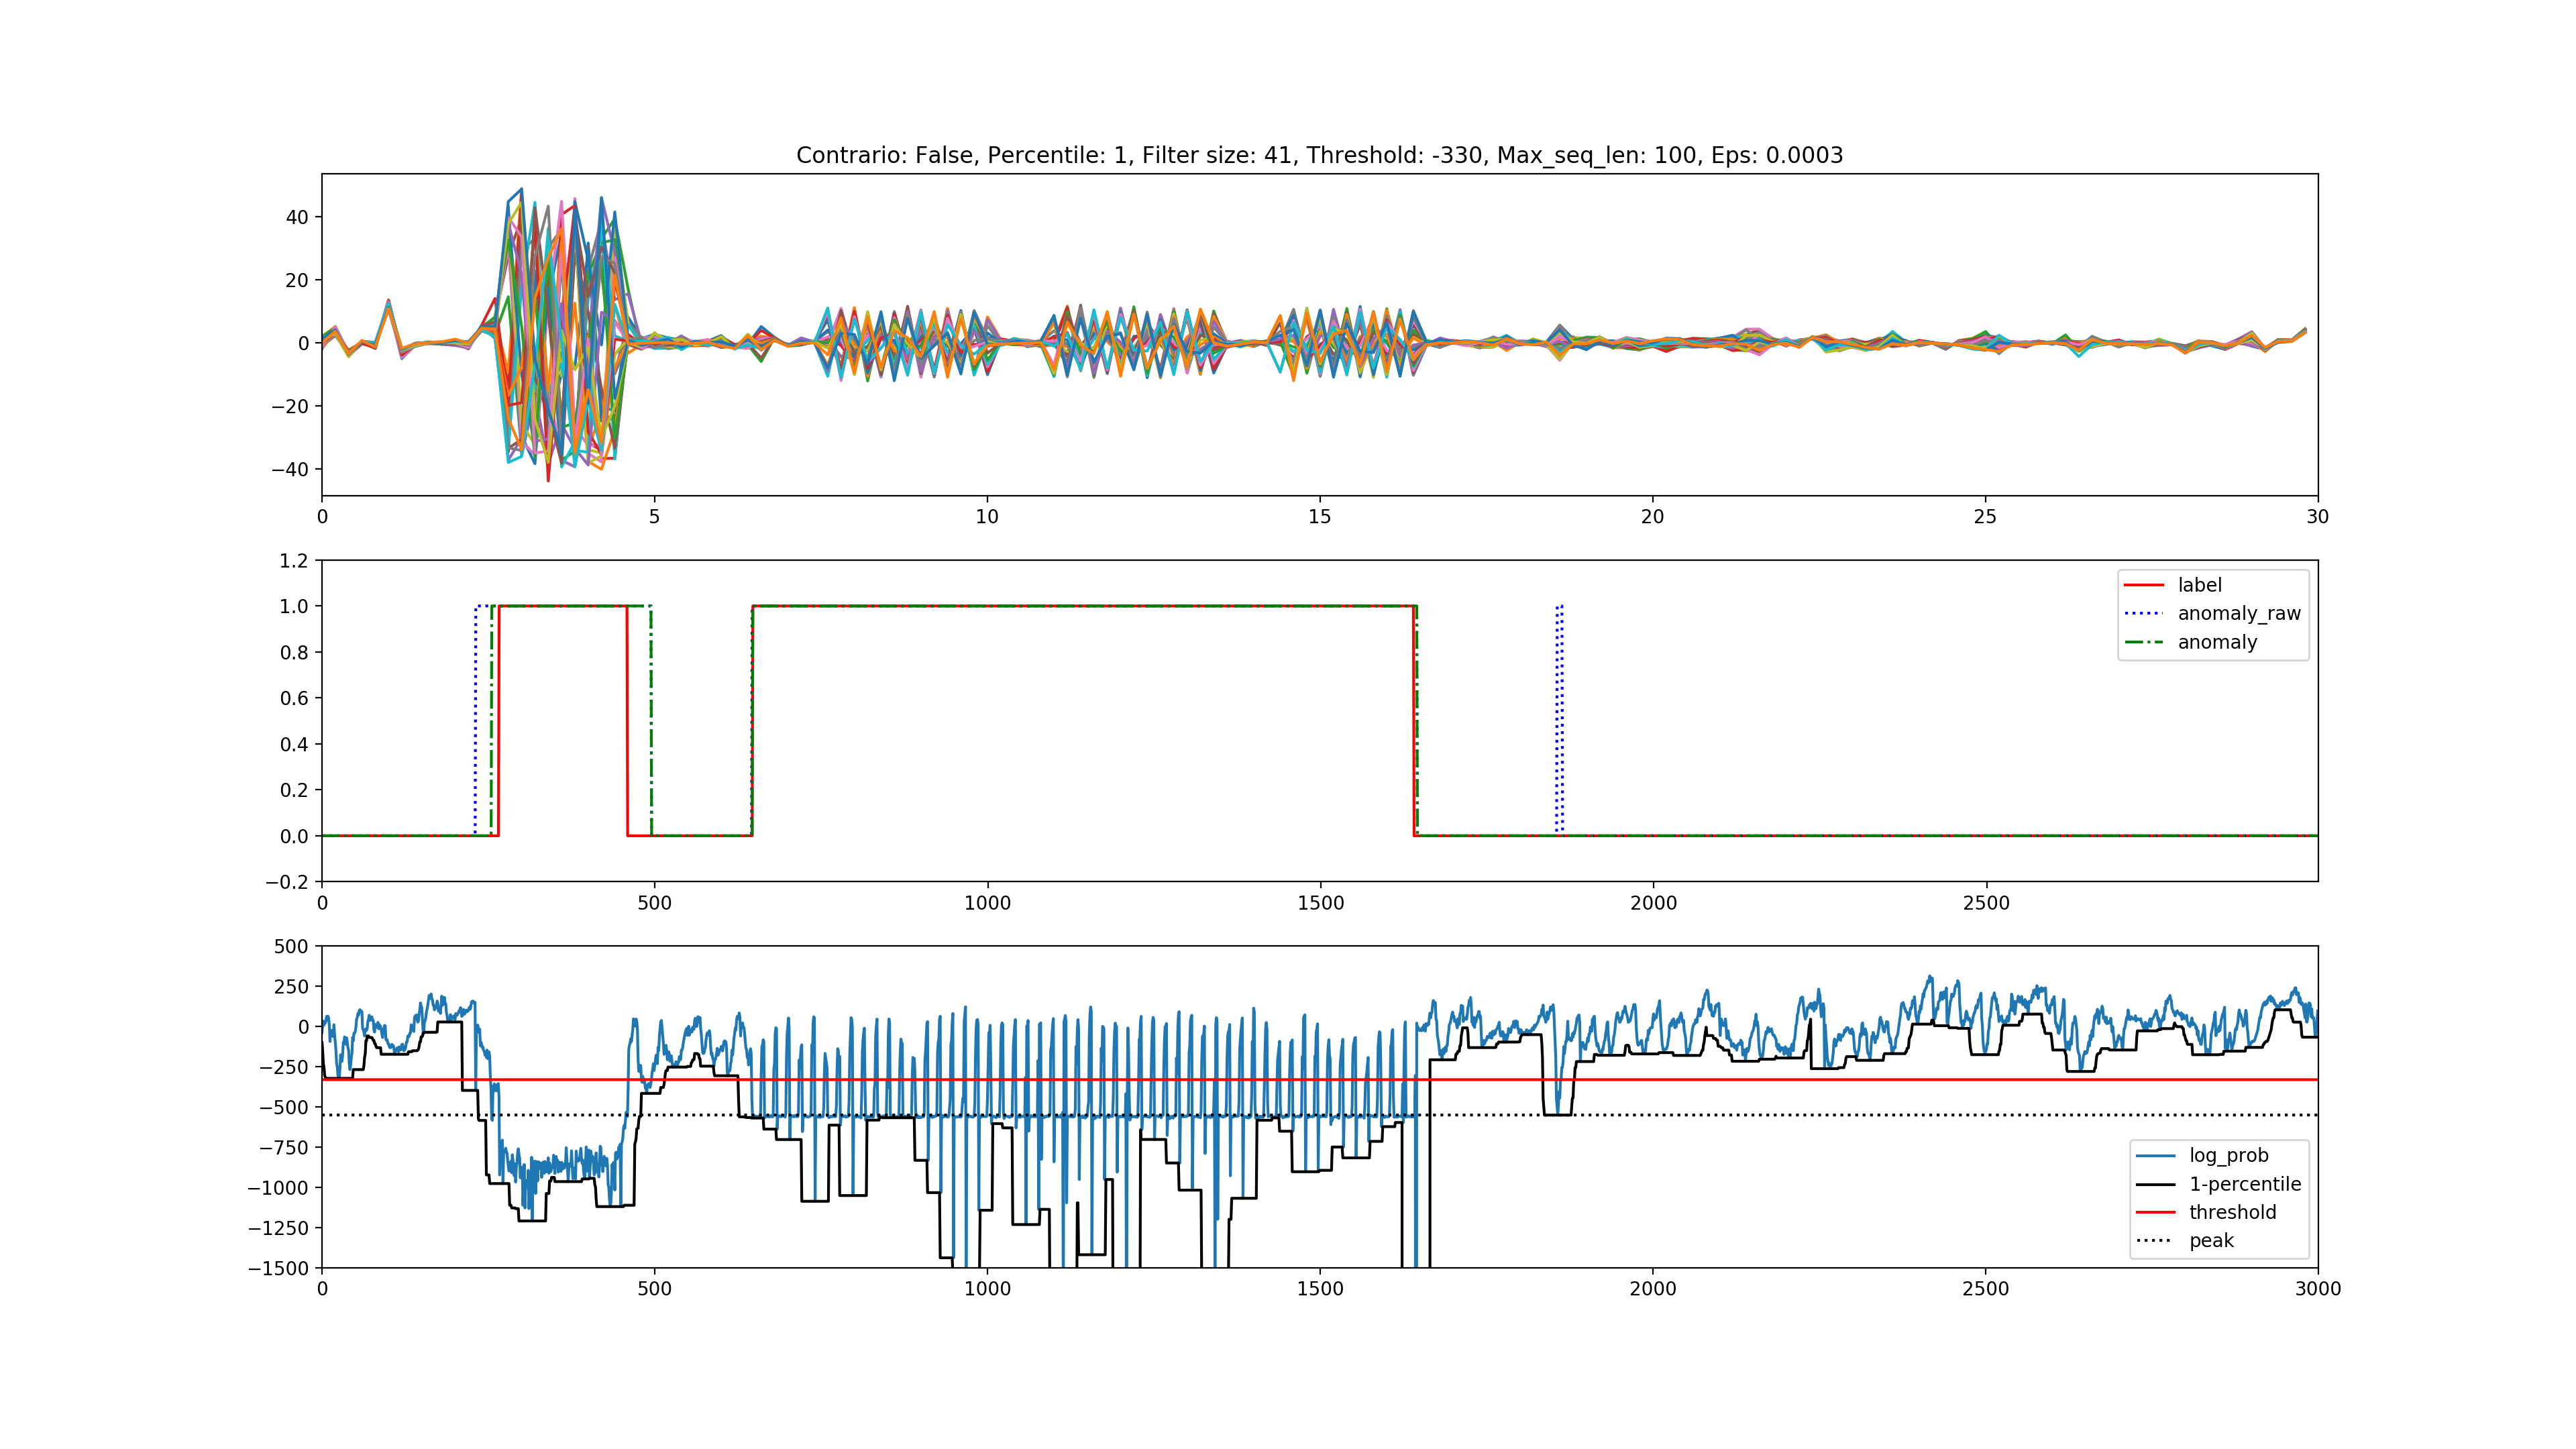 Contrario: False, Percentile: 1, Filter size: 41, Threshold: -330, Max_seq_len: 100, Eps: 0.0003
40
20
0
−20
−40
0 5 10 15 20 25 30
1.2
1.0
0.8
0.6
0.4
0.2
0.0
−0.2
label
anomaly_raw
anomaly
0 500 1000 1500 2000 2500
500
250
0
−250
−500
−750
−1000
−1250
−1500
log_prob
1-percentile
threshold
peak
0 500 1000 1500 2000 2500 3000